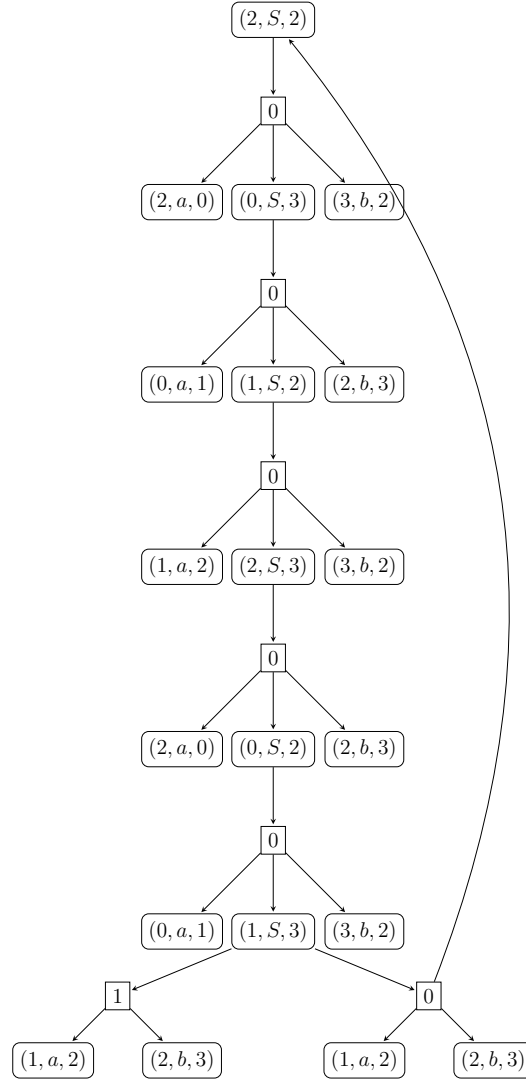 (2, S, 2)
0
(2, a, 0) (0, S, 3) (3, b, 2)
0
(0, a, 1) (1, S, 2) (2, b, 3)
0
(1, a, 2) (2, S, 3) (3, b, 2)
0
(2, a, 0) (0, S, 2) (2, b, 3)
0
(0, a, 1) (1, S, 3) (3, b, 2)
1 0
(1, a, 2) (2, b, 3) (1, a, 2) (2, b, 3)